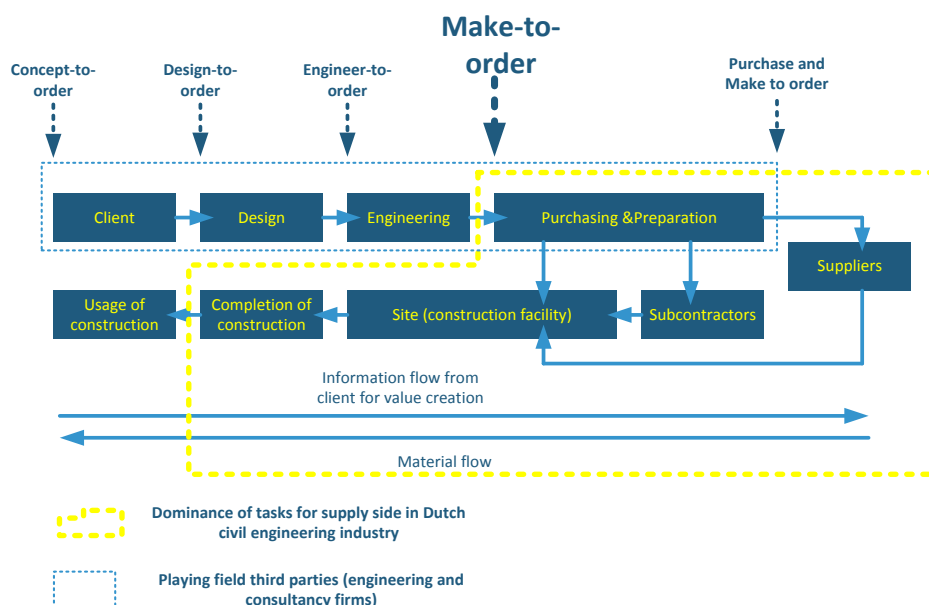 Make-to-
order
Concept-to-
order
Design-to-
order
Engineer-to-
order
Purchase and
Make to order
Client
Design
Engineering
Purchasing &Preparation
Suppliers
Usage of
construction
Completion of
construction
Site (construction facility)
Subcontractors
Information flow from
client for value creation
Material flow
Dominance of tasks for supply side in Dutch
civil engineering industry
Playing field third parties (engineering and
consultancy firms)